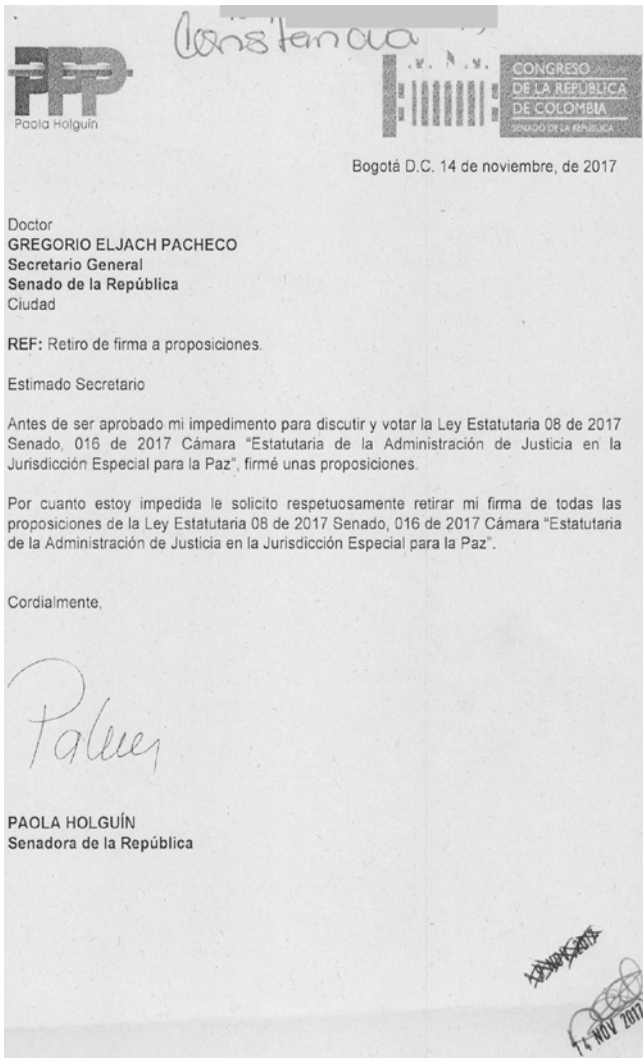 "Constancia"
PPP
Paola Holguín
CONGRESO
DE LA REPÚBLICA
DE COLOMBIA
SENADO DE LA REPÚBLICA
Bogotá D.C. 14 de noviembre, de 2017
Doctor
GREGORIO ELJACH PACHECO
Secretario General
Senado de la República
Ciudad
REF: Retiro de firma a proposiciones.
Estimado Secretario
Antes de ser aprobado mi impedimento para discutir y votar la Ley Estatutaria 08 de 2017
Senado, 016 de 2017 Cámara “Estatutaria de la Administración de Justicia en la
Jurisdicción Especial para la Paz”, firmé unas proposiciones.
Por cuanto estoy impedida le solicito respetuosamente retirar mi firma de todas las
proposiciones de la Ley Estatutaria 08 de 2017 Senado, 016 de 2017 Cámara “Estatutaria
de la Administración de Justicia en la Jurisdicción Especial para la Paz”.
Cordialmente,
PAOLA HOLGUÍN
Senadora de la República
14 NOV 2017